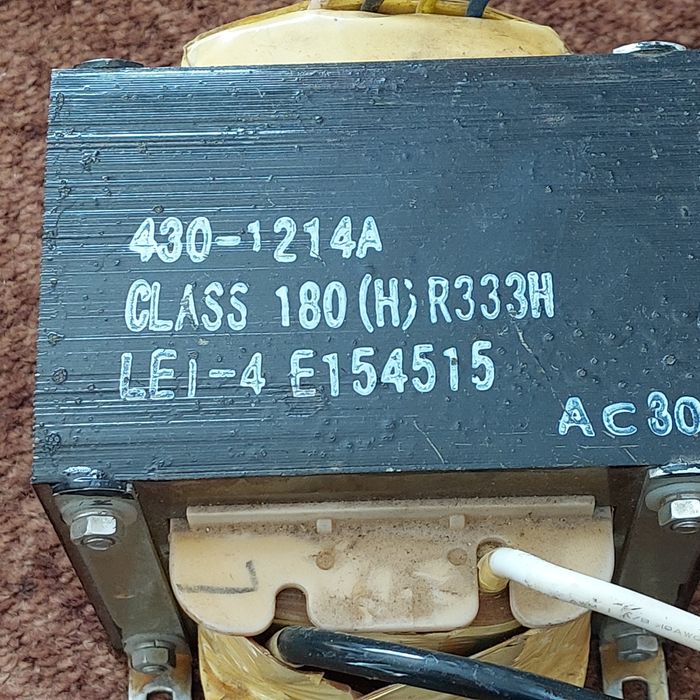 430-1214A
CLASS 180 (H) R333H
LEI-4 E154515
AC30